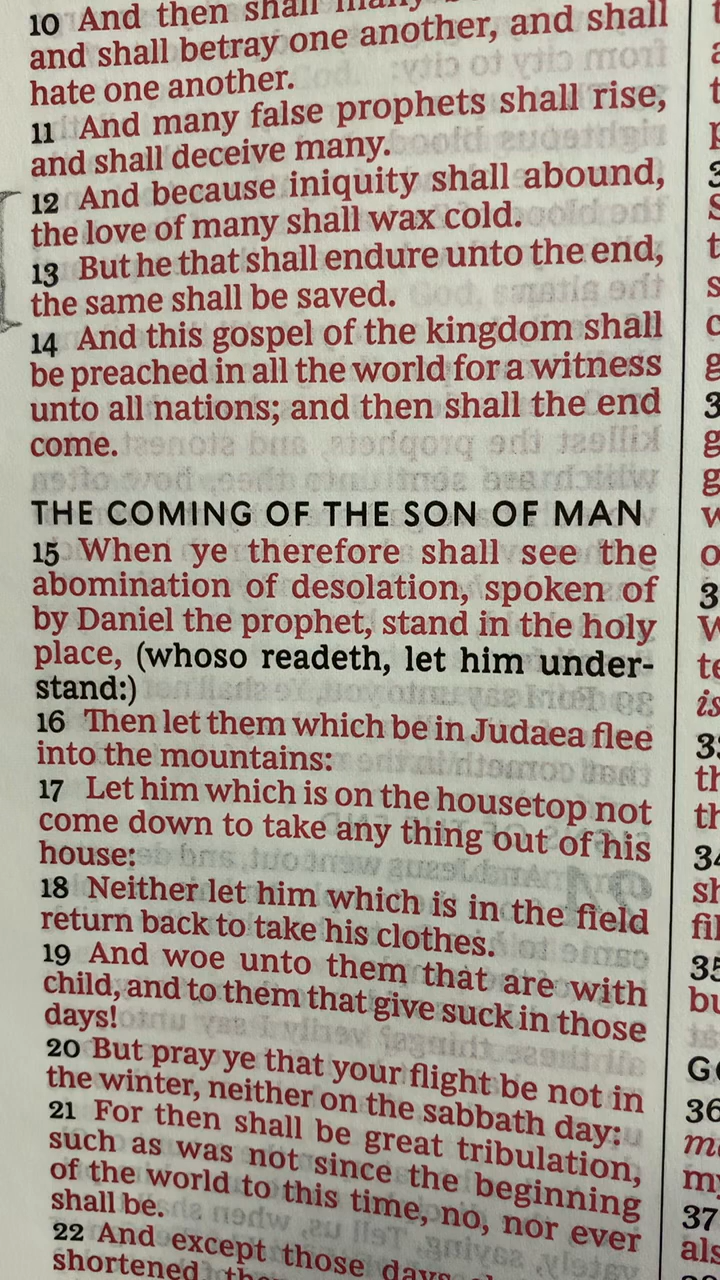 10 And then shall many
and shall betray one another, and shall
hate one another.
11 And many false prophets shall rise,
and shall deceive many.
12 And because iniquity shall abound,
the love of many shall wax cold.
13 But he that shall endure unto the end,
the same shall be saved.
14 And this gospel of the kingdom shall
be preached in all the world for a witness
unto all nations; and then shall the end
come.
THE COMING OF THE SON OF MAN
15 When ye therefore shall see the
abomination of desolation, spoken of
by Daniel the prophet, stand in the holy
place, (whoso readeth, let him under-
stand:)
16 Then let them which be in Judaea flee
into the mountains:
17 Let him which is on the housetop not
come down to take any thing out of his
house:
18 Neither let him which is in the field
return back to take his clothes.
19 And woe unto them that are with
child, and to them that give suck in those
days!
20 But pray ye that your flight be not in
the winter, neither on the sabbath day:
21 For then shall be great tribulation,
such as was not since the beginning
of the world to this time, no, nor ever
shall be.
22 And except those days
shortened
34
35
36
37